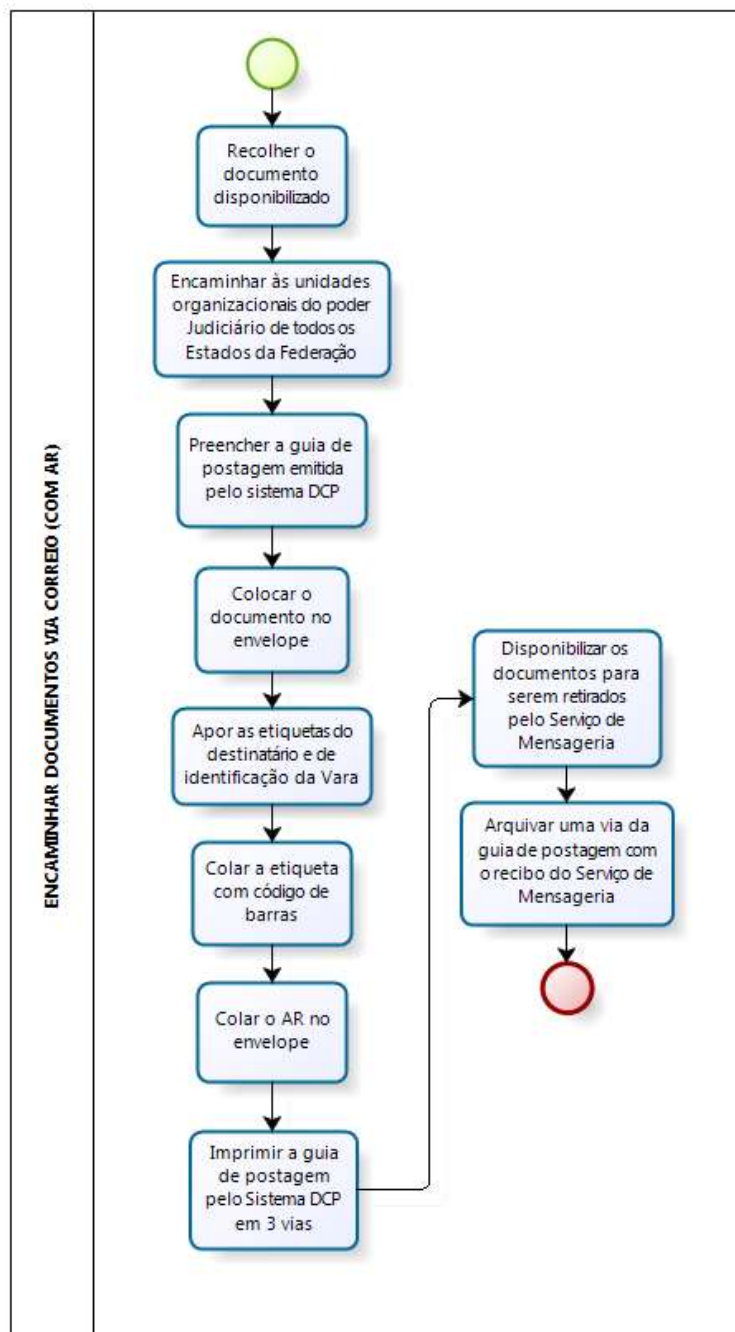 ENCAMINHAR DOCUMENTOS VIA CORREIO (COM AR)
Recolher o
documento
disponibilizado
Encaminhar às unidades
organizacionais do poder
Judiciário de todos os
Estados da Federação
Preencher a guia de
postagem emitida
pelo sistema DCP
Colocar o
documento no
envelope
Apor as etiquetas do
destinatário e de
identificação da Vara
Colar a etiqueta
com código de
barras
Colar o AR no
envelope
Imprimir a guia
de postagem
pelo Sistema DCP
em 3 vias
Disponibilizar os
documentos para
serem retirados
pelo Serviço de
Mensageria
Arquivar uma via da
guia de postagem com
o recibo do Serviço de
Mensageria